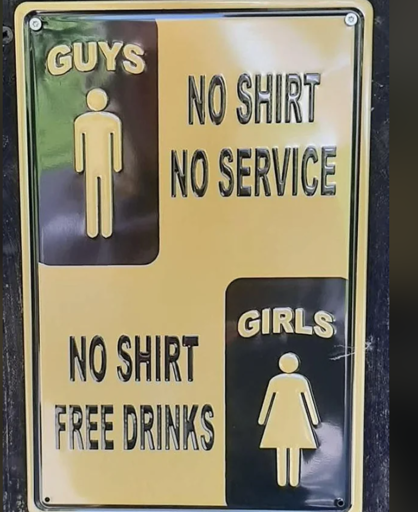 GUYS
NO SHIRT
NO SERVICE
GIRLS
NO SHIRT
FREE DRINKS